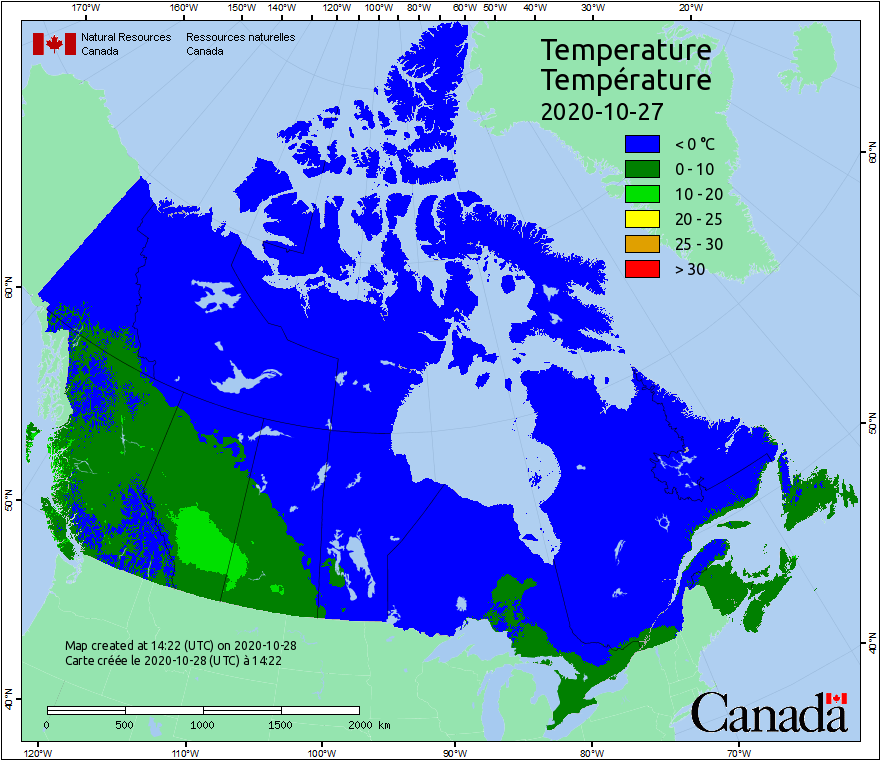 170°W 160°W 150°W 140°W 130°W 120°W 110°W 100°W 90°W 80°W 70°W 60°W 50°W 40°W 30°W 20°W
Natural Resources Ressources naturelles
Canada Canada
Temperature
Température
2020-10-27
< 0 °C
0 - 10
10 - 20
20 - 25
25 - 30
> 30
60°N
50°N
40°N
60°N
50°N
40°N
Map created at 14:22 (UTC) on 2020-10-28
Carte créée le 2020-10-28 (UTC) à 14:22
0 500 1000 1500 2000 km
Canada
120°W 110°W 100°W 90°W 80°W 70°W